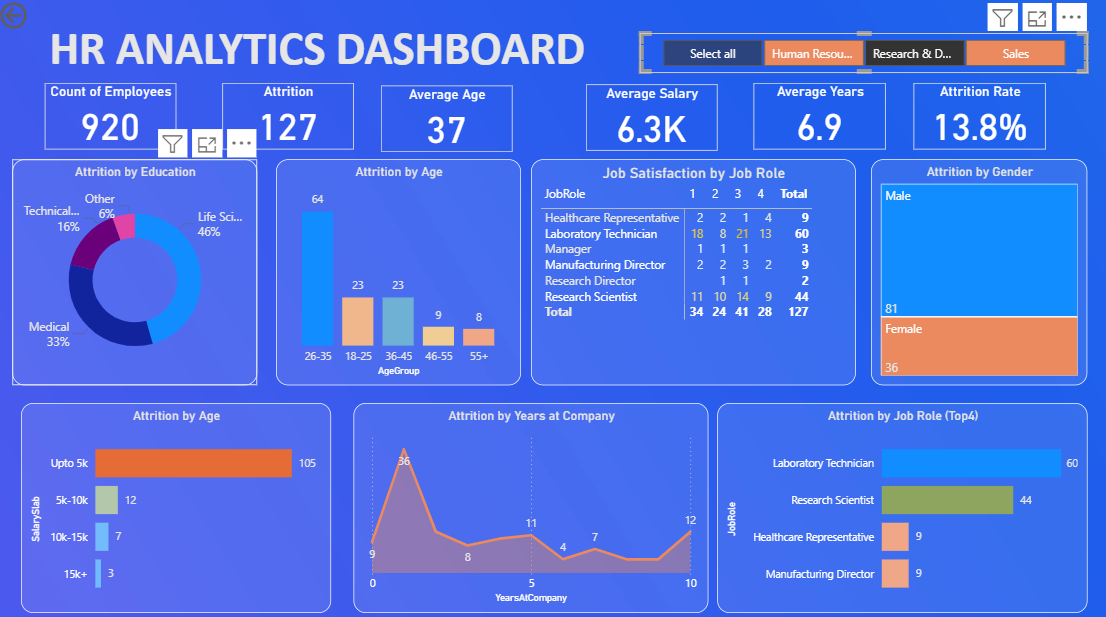 HR ANALYTICS DASHBOARD
Select all
Human Resou...
Research & D...
Sales
Count of Employees
920
Attrition
127
Average Age
37
Average Salary
6.3K
Average Years
6.9
Attrition Rate
13.8%
Attrition by Education
Other
6%
Technical...
16%
Life Sci...
46%
Medical
33%
Attrition by Age
64
23
23
9
8
26-35 18-25 36-45 46-55 55+
AgeGroup
Job Satisfaction by Job Role
JobRole 1 2 3 4 Total
Healthcare Representative 2 2 1 4 9
Laboratory Technician 18 8 21 13 60
Manager 1 1 1 3
Manufacturing Director 2 2 3 2 9
Research Director 1 1 2
Research Scientist 11 10 14 9 44
Total 34 24 41 28 127
Attrition by Gender
Male
81
Female
36
Attrition by Age
SalarySlab
Upto 5k 105
5k-10k 12
10k-15k 7
15k+ 3
Attrition by Years at Company
36
9
8
11
4
7
12
0 5 10
YearsAtCompany
Attrition by Job Role (Top4)
JobRole
Laboratory Technician 60
Research Scientist 44
Healthcare Representative 9
Manufacturing Director 9